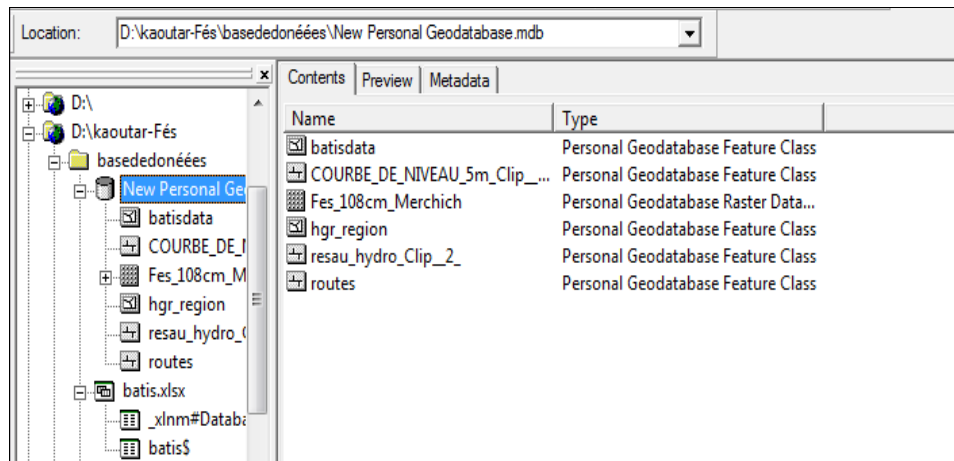 Location: D:\kaoutar-Fés\basededonéées\New Personal Geodatabase.mdb
Contents Preview Metadata
D:\
D:\kaoutar-Fés
basededonéées
New Personal Ge
batisdata
COURBE_DE_N
Fes_108cm_M
hgr_region
resau_hydro_C
routes
batis.xlsx
_xlnm#Databa
batis$
Name Type
batisdata Personal Geodatabase Feature Class
COURBE_DE_NIVEAU_5m_Clip__... Personal Geodatabase Feature Class
Fes_108cm_Merchich Personal Geodatabase Raster Data...
hgr_region Personal Geodatabase Feature Class
resau_hydro_Clip__2_ Personal Geodatabase Feature Class
routes Personal Geodatabase Feature Class